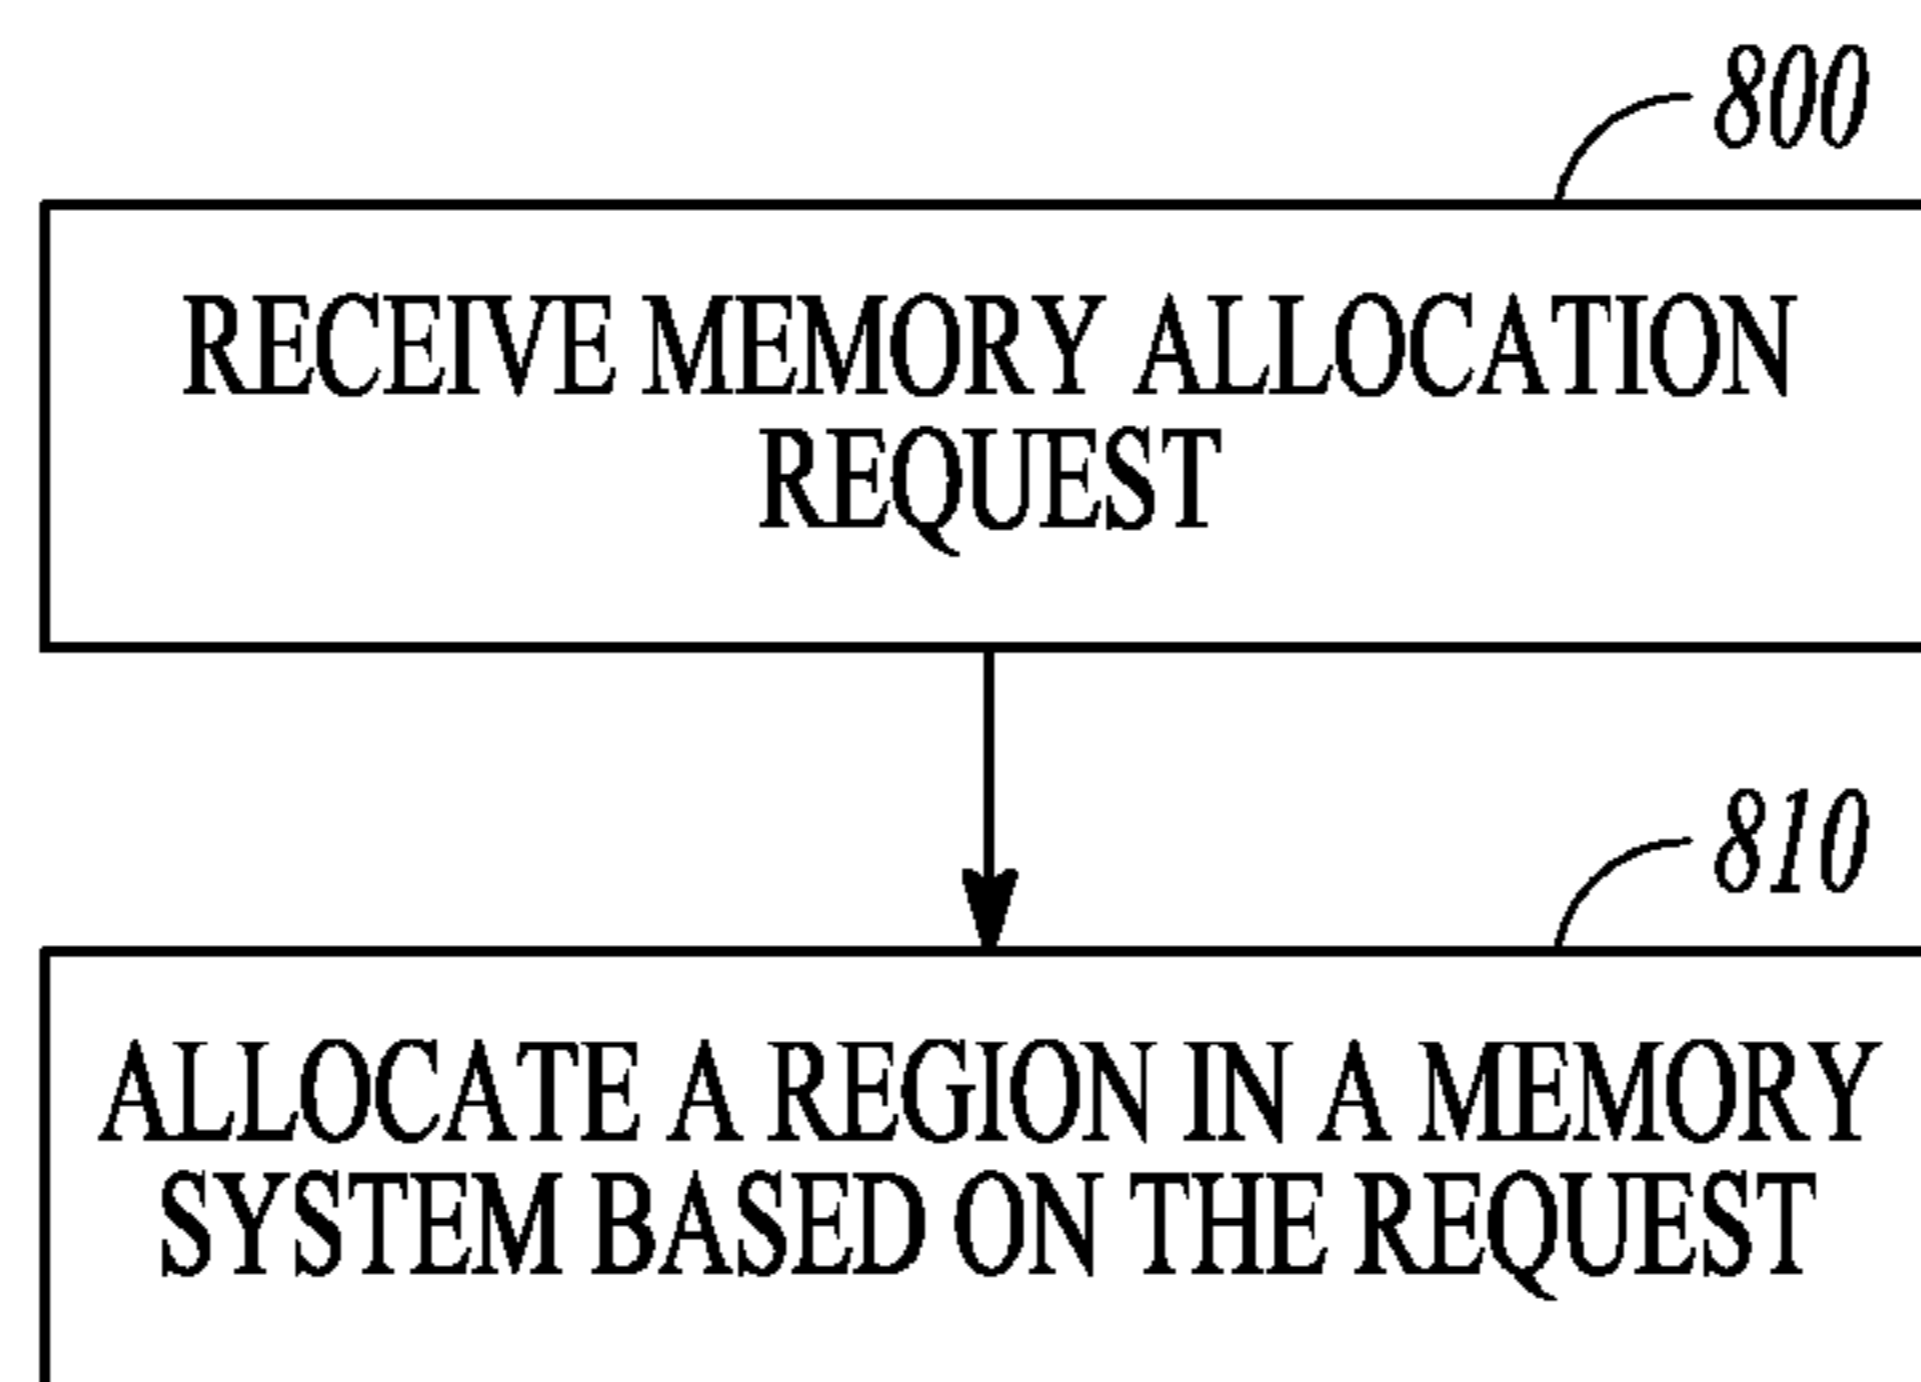 800
RECEIVE MEMORY ALLOCATION
REQUEST
810
ALLOCATE A REGION IN A MEMORY
SYSTEM BASED ON THE REQUEST